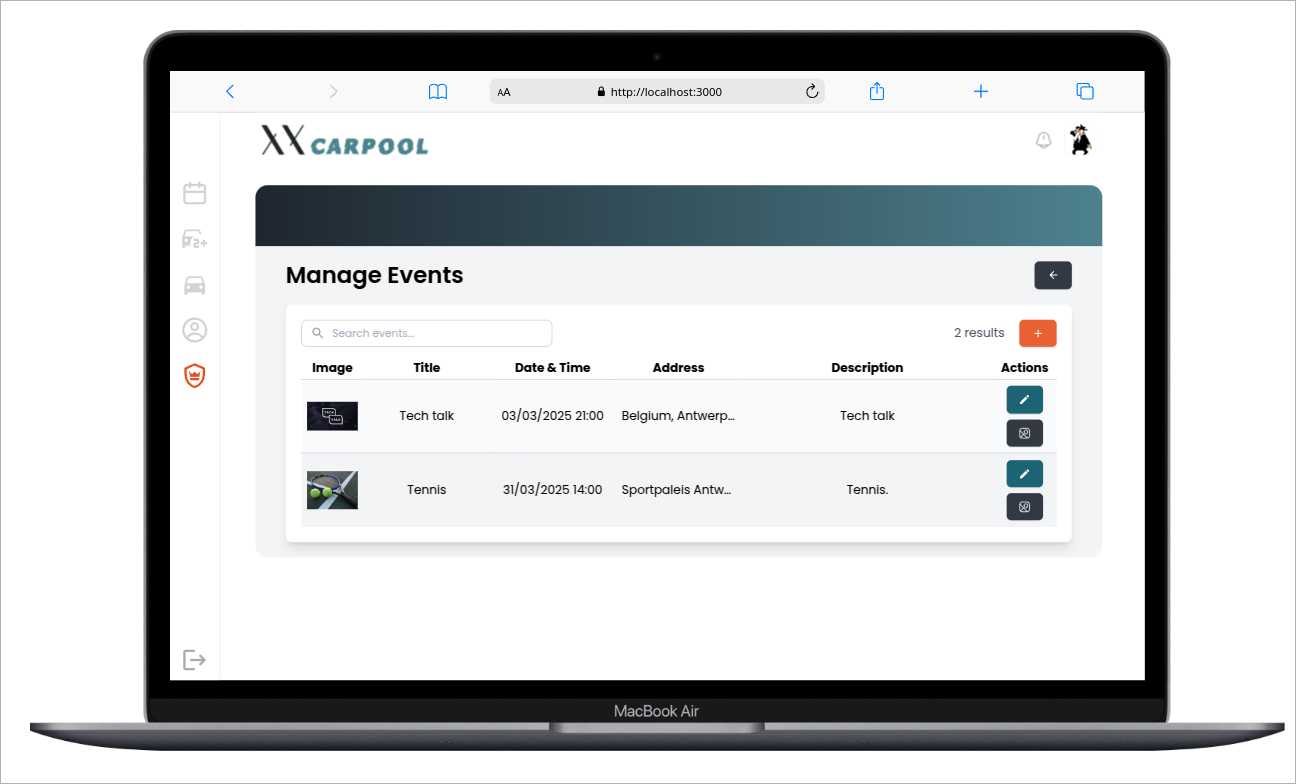 AA http://localhost:3000
XX CARPOOL
2+
Manage Events
Search events...
2 results +
Image Title Date & Time Address Description Actions
TECH TALK
Tech talk 03/03/2025 21:00 Belgium, Antwerp... Tech talk
Tennis 31/03/2025 14:00 Sportpaleis Antw... Tennis.
MacBook Air